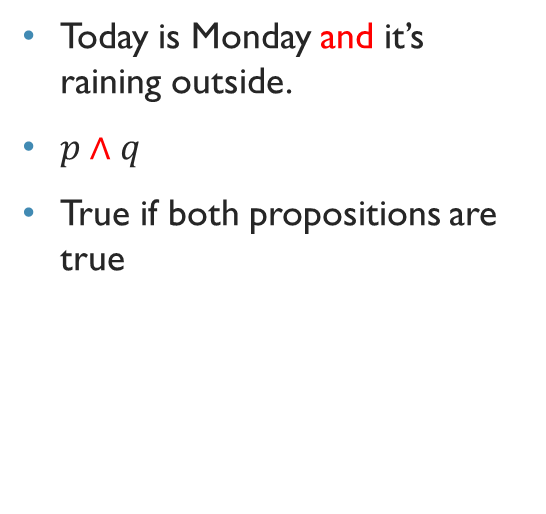 • Today is Monday and it’s
raining outside.
• 𝑝 ∧ 𝑞
• True if both propositions are
true